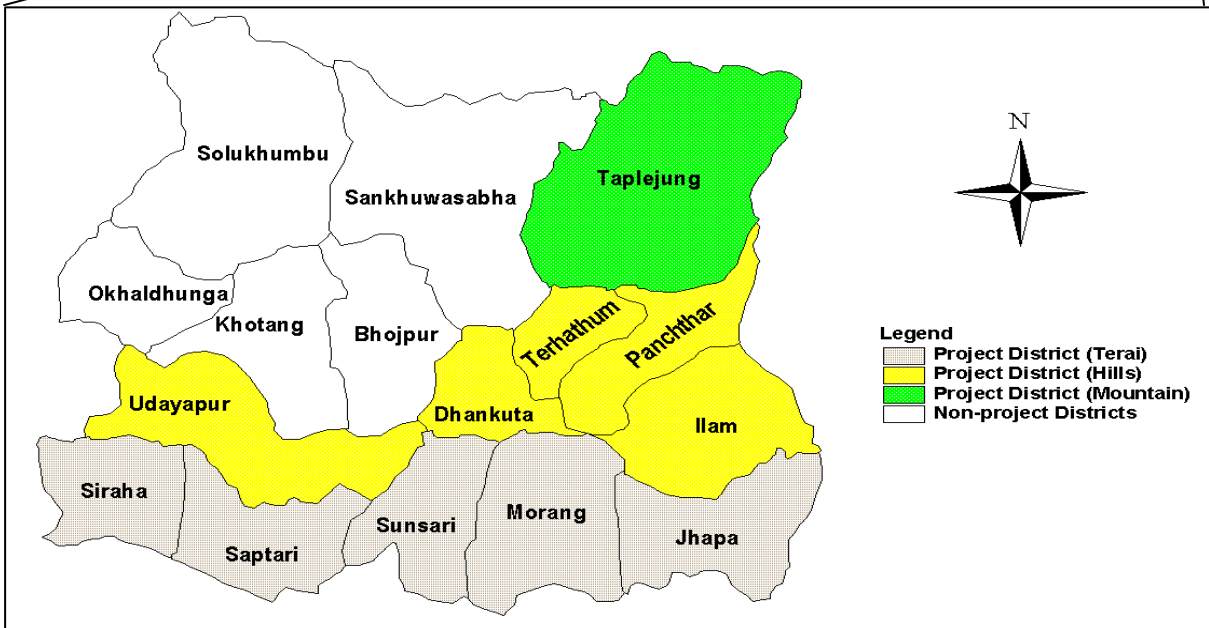 N
Solukhumbu
Taplejung
Sankhuwasabha
Okhaldhunga
Khotang
Bhojpur
Terhathum
Panchthar
Udayapur
Dhankuta
Ilam
Siraha
Saptari
Sunsari
Morang
Jhapa
Legend
Project District (Terai)
Project District (Hills)
Project District (Mountain)
Non-project Districts